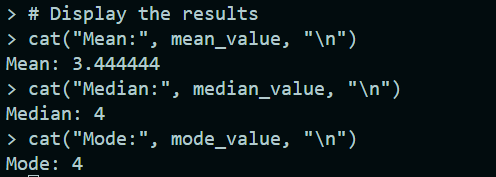 > # Display the results
> cat("Mean:", mean_value, "\n")
Mean: 3.444444
> cat("Median:", median_value, "\n")
Median: 4
> cat("Mode:", mode_value, "\n")
Mode: 4